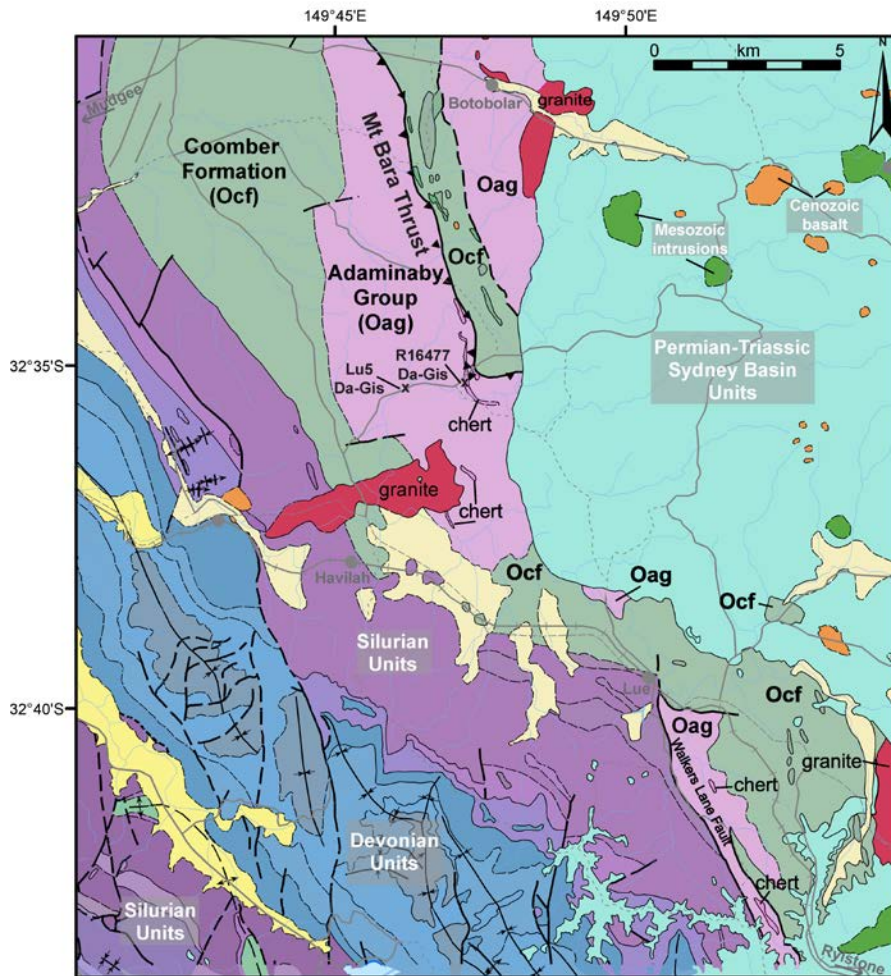 149°45'E
149°50'E
0 km 5
N
Mudgee
Botobolar
granite
Coomber
Formation
(Ocf)
Mt Bara Thrust
Oag
Cenozoic
basalt
Mesozoic
intrusions
Ocf
Adaminaby
Group
(Oag)
32°35'S
Lu5
Da-Gis
R16477
Da-Gis
Permian-Triassic
Sydney Basin
Units
chert
granite
chert
Havilah
Ocf
Oag
Ocf
Silurian
Units
Lue
32°40'S
Ocf
Oag
Walkers Lane Fault
granite
chert
Devonian
Units
chert
Silurian
Units
Rylstone